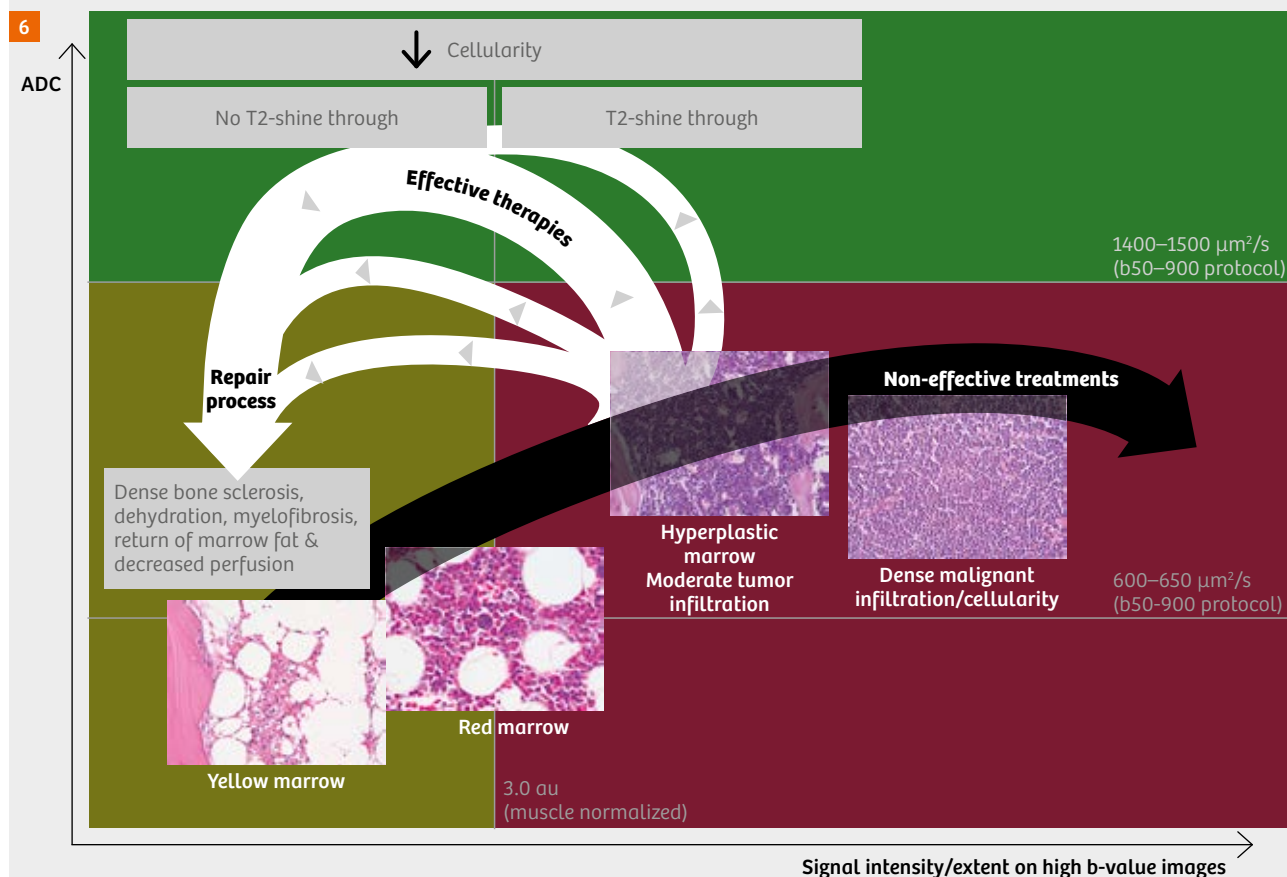 6
ADC
↓ Cellularity
No T2-shine through
T2-shine through
Effective therapies
1400–1500 µm²/s
(b50–900 protocol)
Repair
process
Non-effective treatments
Dense bone sclerosis,
dehydration, myelofibrosis,
return of marrow fat &
decreased perfusion
Hyperplastic
marrow
Moderate tumor
infiltration
Dense malignant
infiltration/cellularity
600–650 µm²/s
(b50-900 protocol)
Red marrow
Yellow marrow
3.0 au
(muscle normalized)
Signal intensity/extent on high b-value images